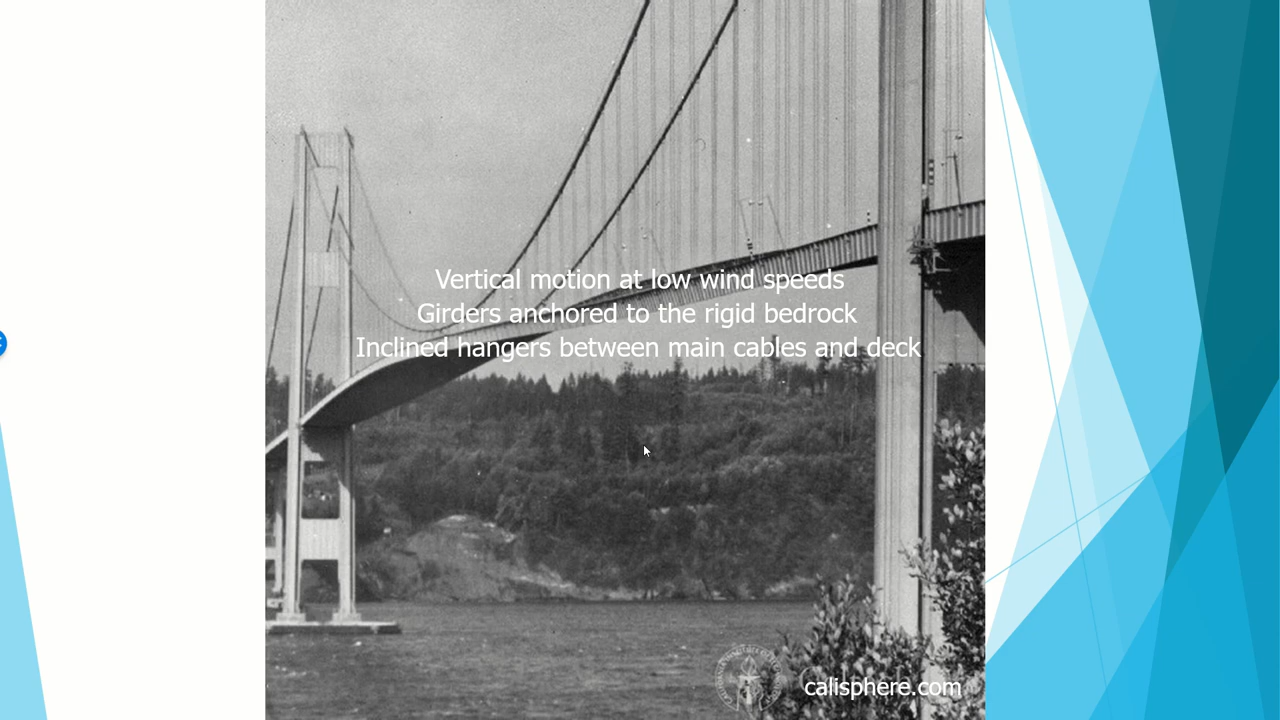 Vertical motion at low wind speeds
Girders anchored to the rigid bedrock
Inclined hangers between main cables and deck
calisphere.com